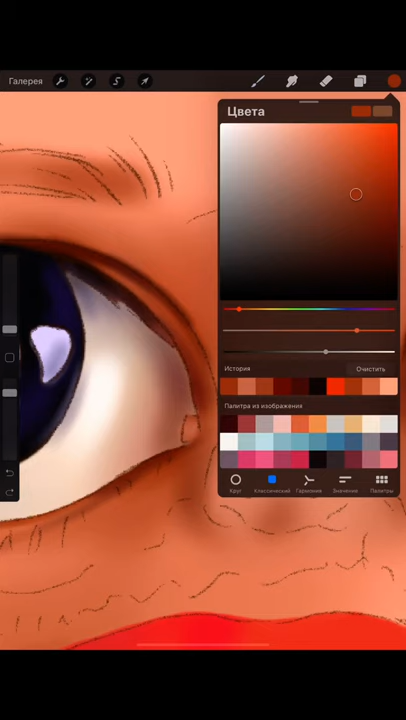 Галерея
Цвета
История
Очистить
Палитра из изображения
Круг
Классический
Гармония
Значение
Палитры